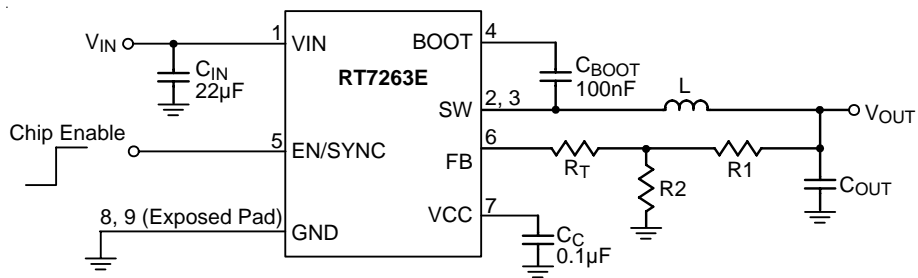 VIN
1
VIN
BOOT
4
CIN
22µF
RT7263E
CBOOT
100nF
L
SW
2, 3
VOUT
Chip Enable
5
EN/SYNC
6
FB
RT
R1
R2
COUT
8, 9 (Exposed Pad)
GND
VCC
7
CC
0.1µF